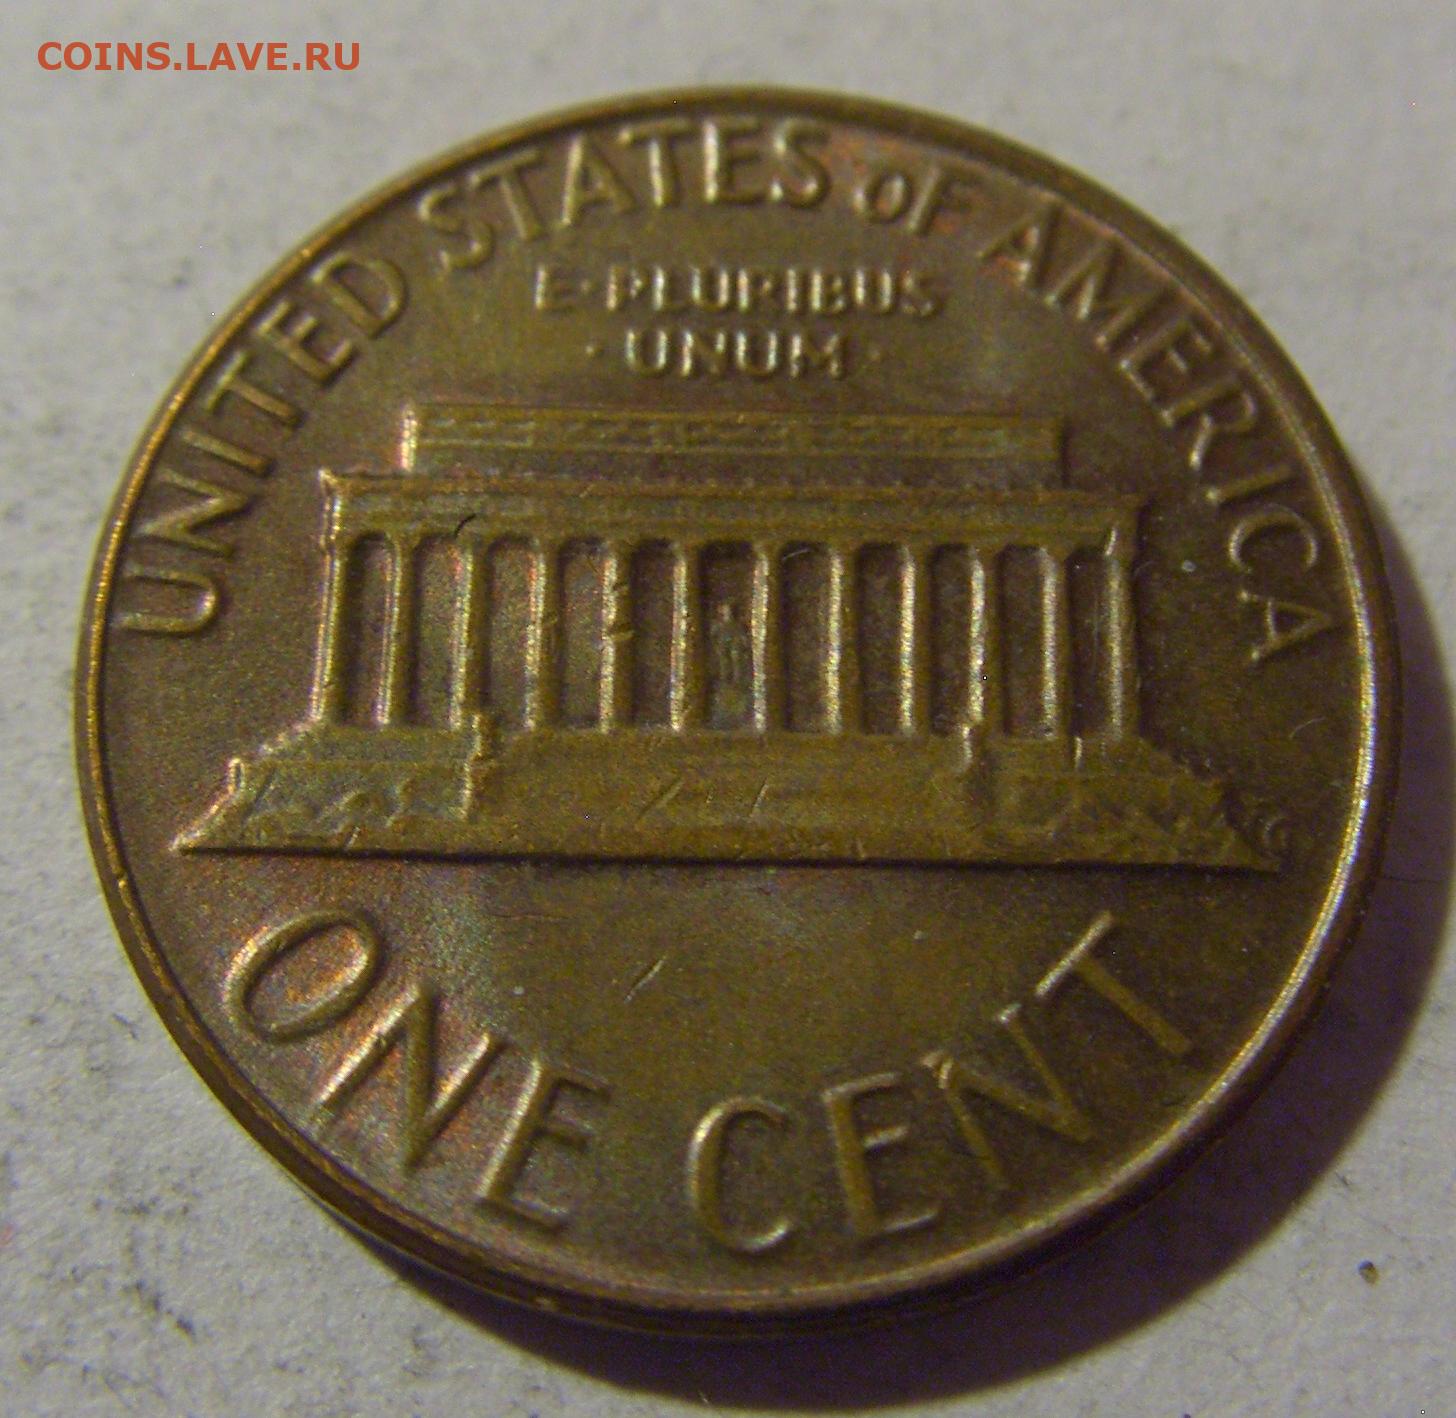 COINS.LAVE.RU
UNITED STATES OF AMERICA
E·PLURIBUS
·UNUM·
ONE CENT